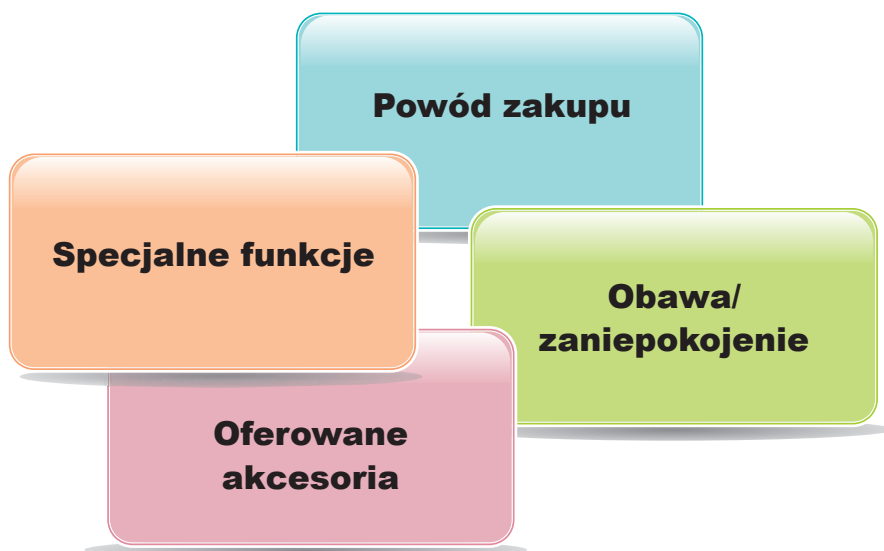 Powód zakupu
Specjalne funkcje
Obawa/
zaniepokojenie
Oferowane
akcesoria